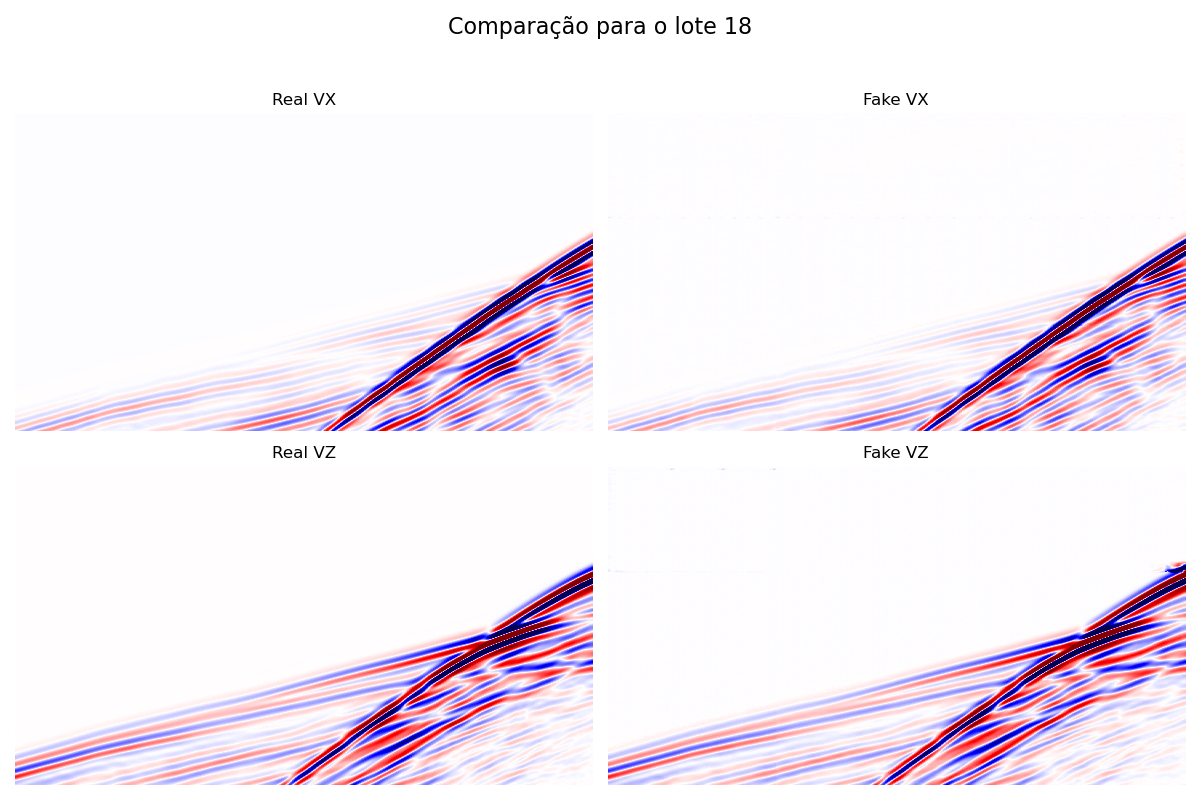 Comparação para o lote 18
Real VX
Fake VX
Real VZ
Fake VZ